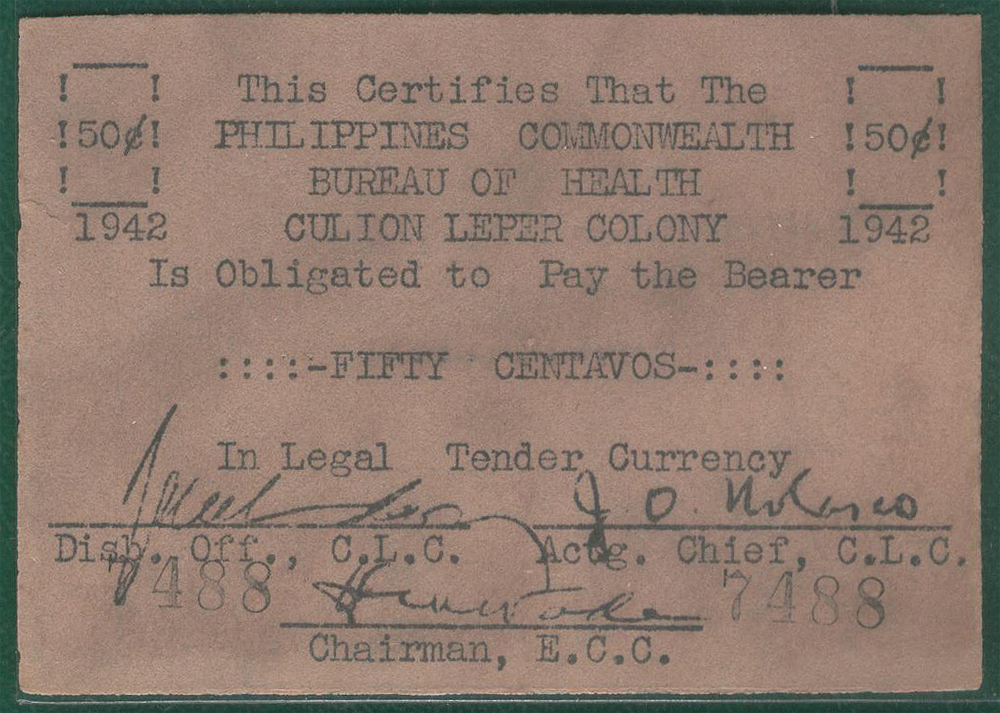 This Certifies That The
!50¢! PHILIPPINES COMMONWEALTH !50¢!
BUREAU OF HEALTH
1942 CULION LEPER COLONY 1942
Is Obligated to Pay the Bearer
::::-FIFTY CENTAVOS-::::
In Legal Tender Currency
J. O. Nolasco
Disb. Off., C.L.C. Actg. Chief, C.L.C.
7488 7488
Chairman, E.C.C.